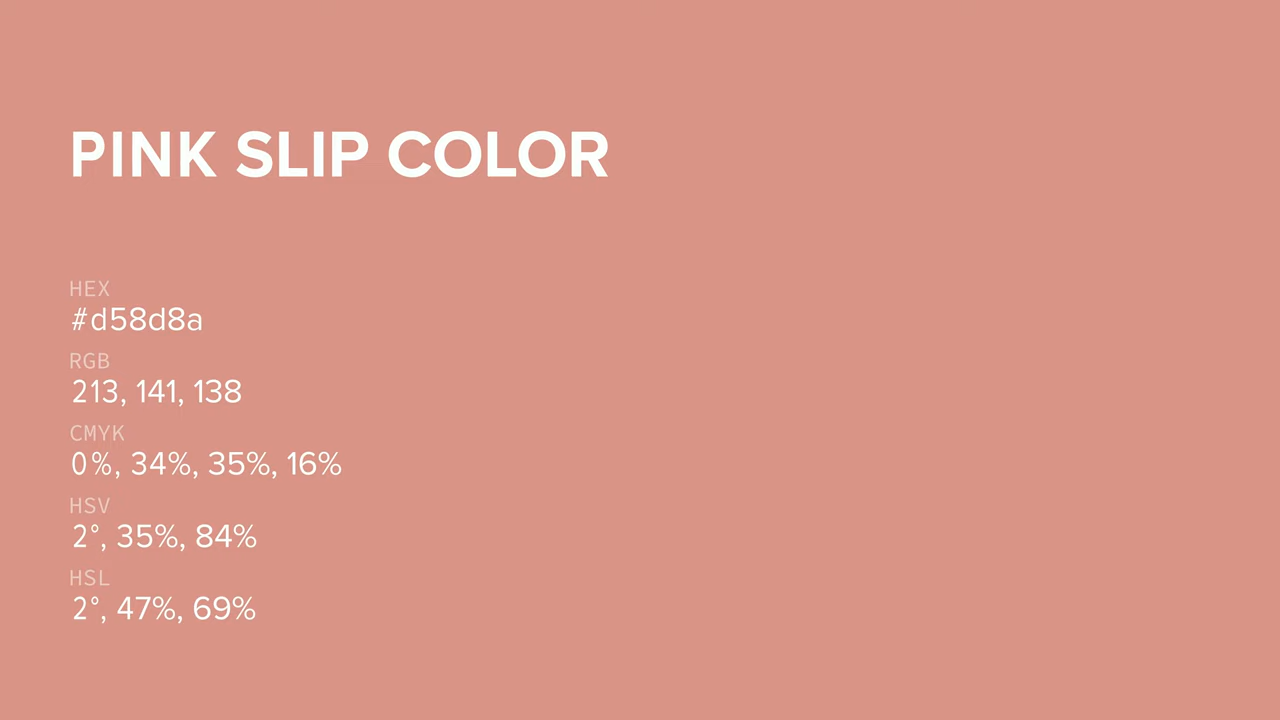 PINK SLIP COLOR
HEX
#d58d8a
RGB
213, 141, 138
CMYK
0%, 34%, 35%, 16%
HSV
2°, 35%, 84%
HSL
2°, 47%, 69%